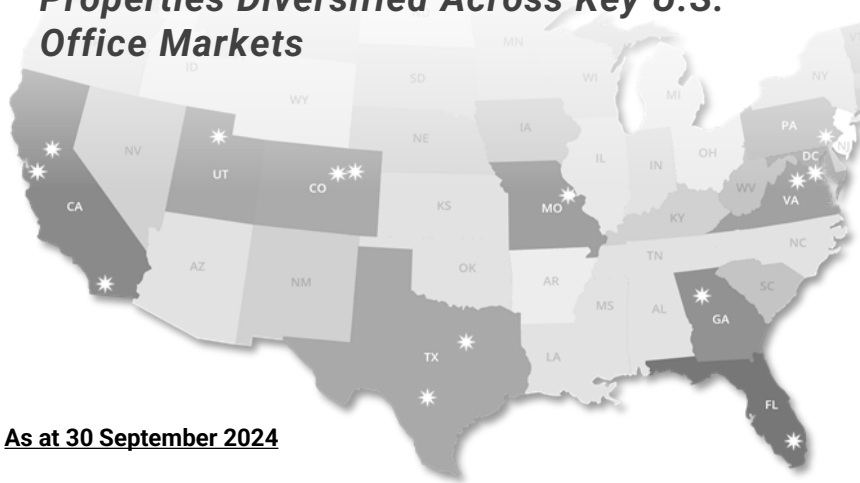 Properties Diversified Across Key U.S.
Office Markets
MN
ID
SD
WI
NY
WY
MI
IA
PA
NE
NV
OH
NJ
IL
IN
DC
UT
CO
WV
VA
CA
KS
MO
KY
NC
TN
AZ
OK
NM
AR
SC
MS
AL
GA
TX
LA
FL
As at 30 September 2024